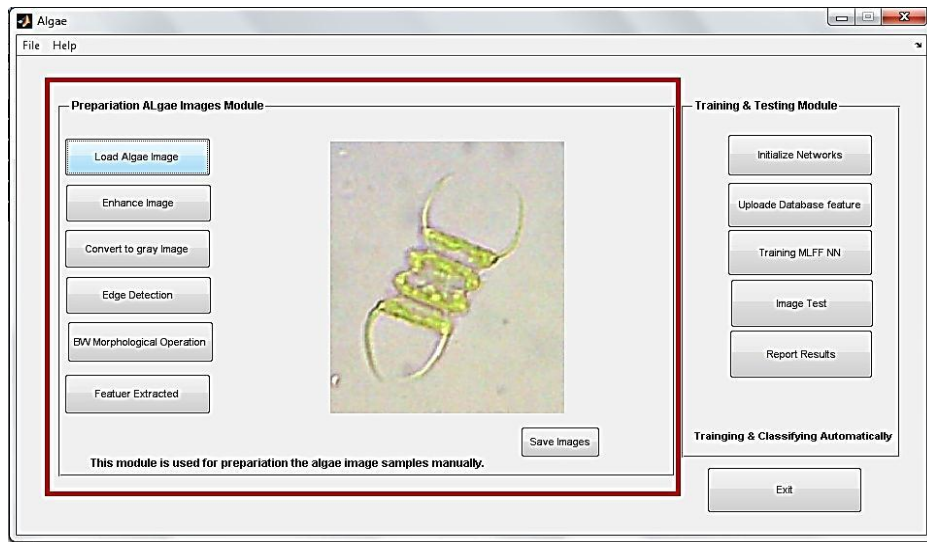 Algae
File Help
Prepariation ALgae Images Module
Load Algae Image
Enhance Image
Convert to gray Image
Edge Detection
BW Morphological Operation
Featuer Extracted
Save Images
This module is used for prepariation the algae image samples manually.
Training & Testing Module
Initialize Networks
Uploade Database feature
Training MLFF NN
Image Test
Report Results
Trainging & Classifying Automatically
Exit